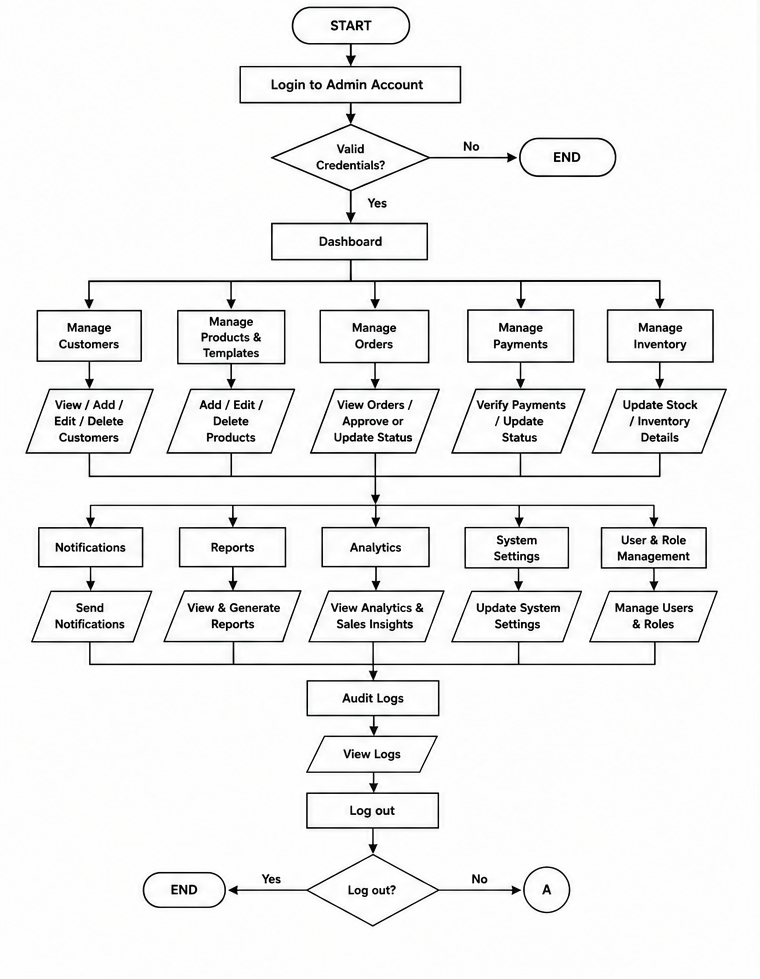 START
Login to Admin Account
Valid
Credentials?
No
END
Yes
Dashboard
Manage
Customers
Manage
Products &
Templates
Manage
Orders
Manage
Payments
Manage
Inventory
View / Add /
Edit / Delete
Customers
Add / Edit /
Delete
Products
View Orders /
Approve or
Update Status
Verify Payments
/ Update
Status
Update Stock
/ Inventory
Details
Notifications
Reports
Analytics
System
Settings
User & Role
Management
Send
Notifications
View & Generate
Reports
View Analytics &
Sales Insights
Update System
Settings
Manage Users
& Roles
Audit Logs
View Logs
Log out
Log out?
Yes
END
No
A